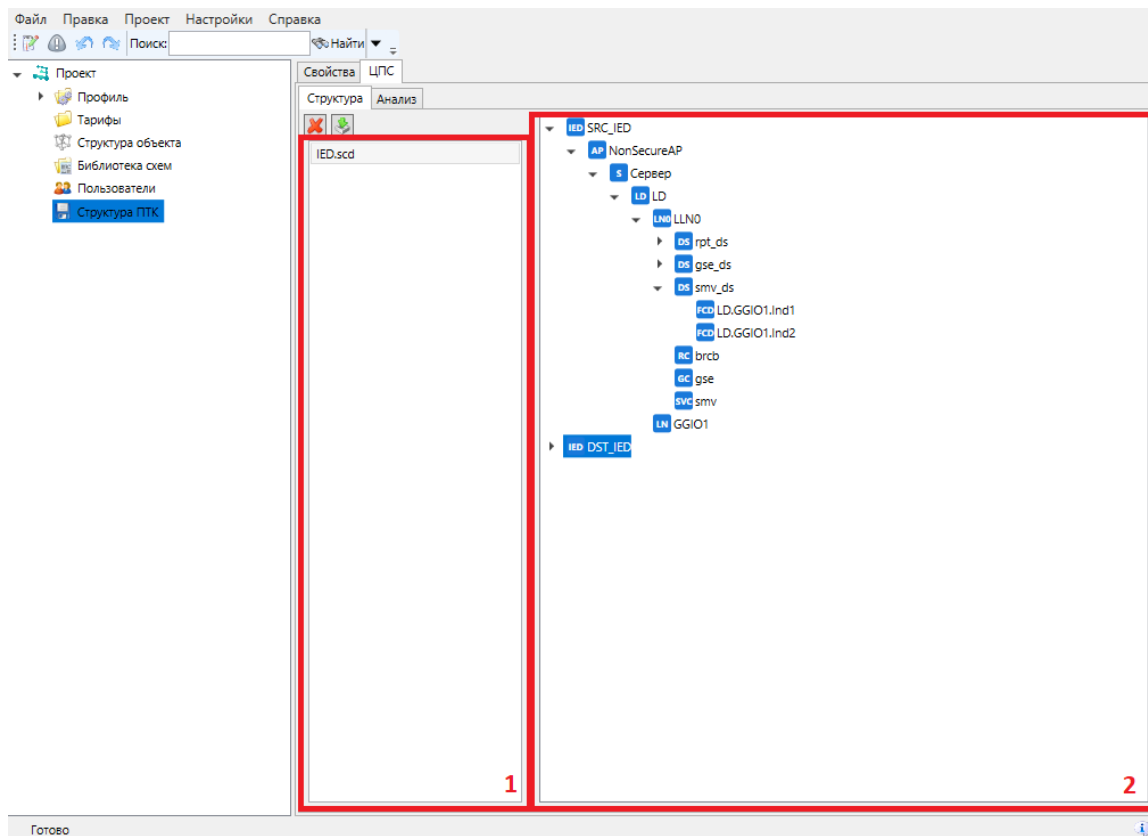 Файл Правка Проект Настройки Справка
Поиск: Найти
Проект
Профиль
Тарифы
Структура объекта
Библиотека схем
Пользователи
Структура ПТК
Свойства ЦПС
Структура Анализ
IED.scd
1
IED SRC_IED
AP NonSecureAP
S Сервер
LD LD
LN0 LLN0
DS rpt_ds
DS gse_ds
DS smv_ds
FCD LD.GGIO1.Ind1
FCD LD.GGIO1.Ind2
RC brcb
GC gse
SVC smv
LN GGIO1
IED DST_IED
2
Готово